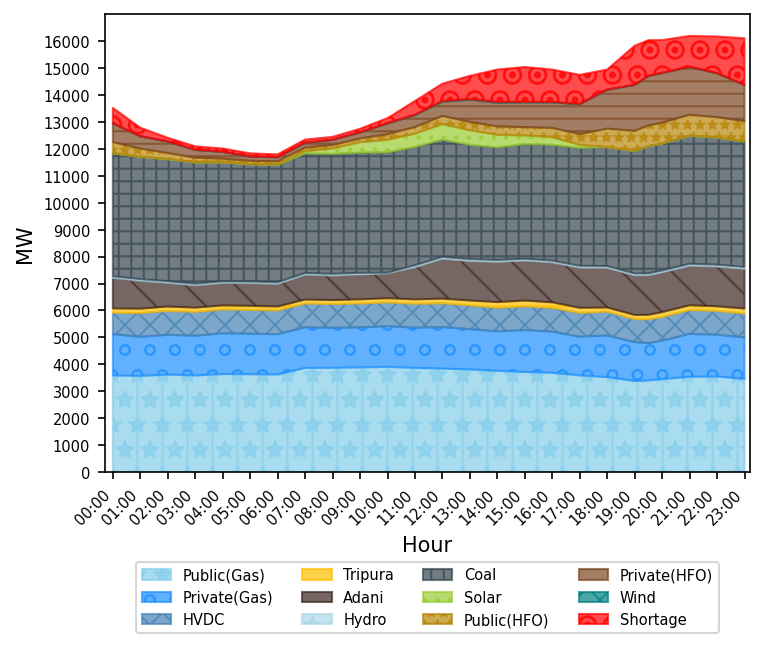 16000
15000
14000
13000
12000
11000
10000
9000
8000
7000
6000
5000
4000
3000
2000
1000
0
MW
00:00 01:00 02:00 03:00 04:00 05:00 06:00 07:00 08:00 09:00 10:00 11:00 12:00 13:00 14:00 15:00 16:00 17:00 18:00 19:00 20:00 21:00 22:00 23:00
Hour
Public(Gas) Tripura Coal Private(HFO)
Private(Gas) Adani Solar Wind
HVDC Hydro Public(HFO) Shortage